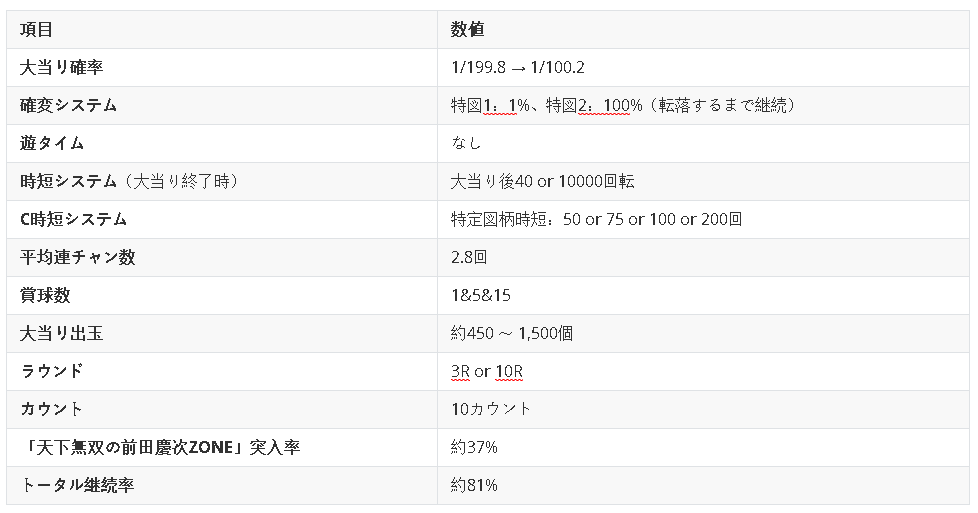 項目 数値
大当り確率 1/199.8 → 1/100.2
確変システム 特図1：1%、特図2：100%（転落するまで継続）
遊タイム なし
時短システム（大当り終了時） 大当り後40 or 10000回転
C時短システム 特定図柄時短：50 or 75 or 100 or 200回
平均連チャン数 2.8回
賞球数 1&5&15
大当り出玉 約450 ～ 1,500個
ラウンド 3R or 10R
カウント 10カウント
「天下無双の前田慶次ZONE」突入率 約37%
トータル継続率 約81%